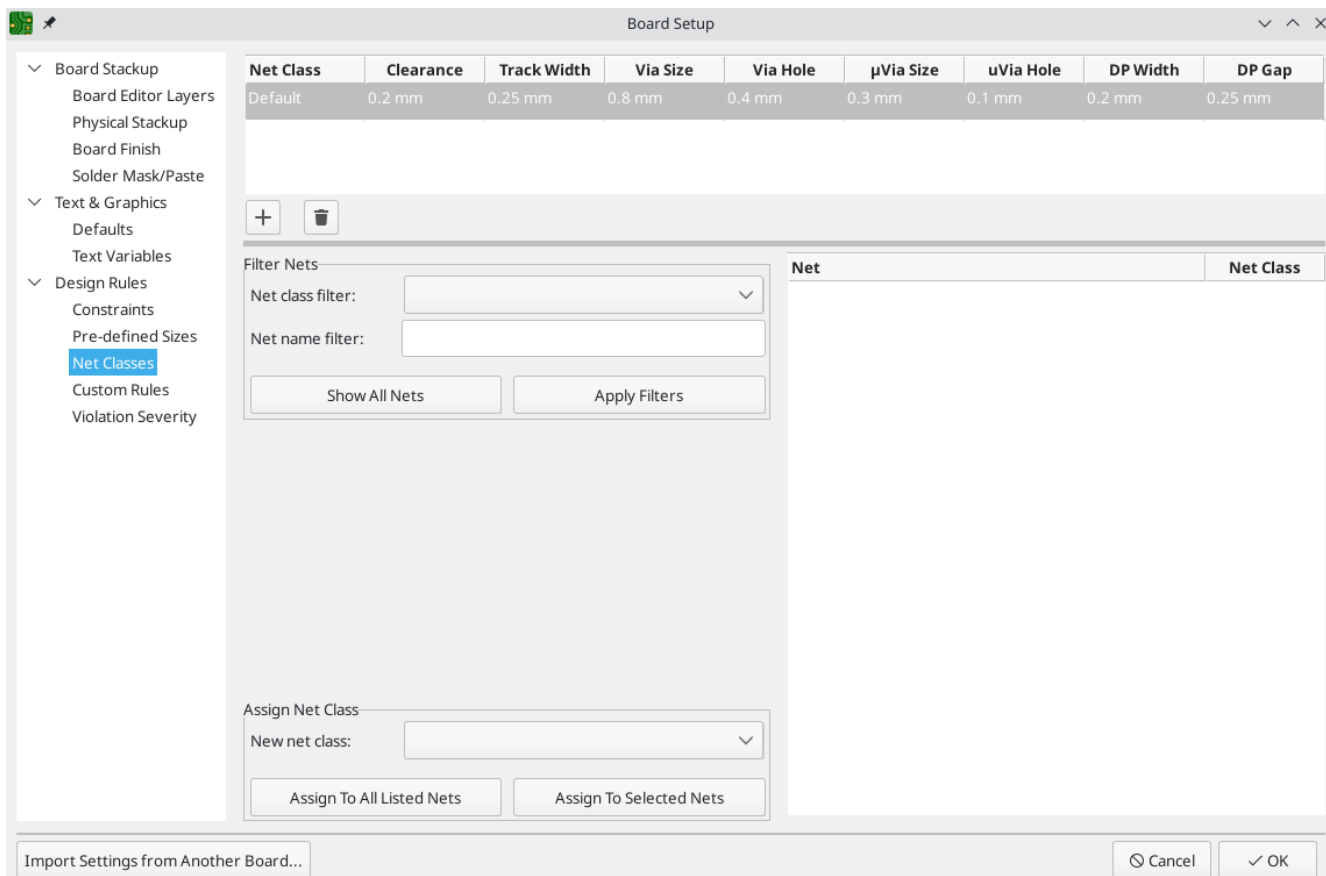 Board Setup
Board Stackup
Board Editor Layers
Physical Stackup
Board Finish
Solder Mask/Paste
Text & Graphics
Defaults
Text Variables
Design Rules
Constraints
Pre-defined Sizes
Net Classes
Custom Rules
Violation Severity
Net Class Clearance Track Width Via Size Via Hole µVia Size uVia Hole DP Width DP Gap
Default 0.2 mm 0.25 mm 0.8 mm 0.4 mm 0.3 mm 0.1 mm 0.2 mm 0.25 mm
Filter Nets
Net class filter:
Net name filter:
Show All Nets Apply Filters
Net Net Class
Assign Net Class
New net class:
Assign To All Listed Nets Assign To Selected Nets
Import Settings from Another Board... Cancel OK